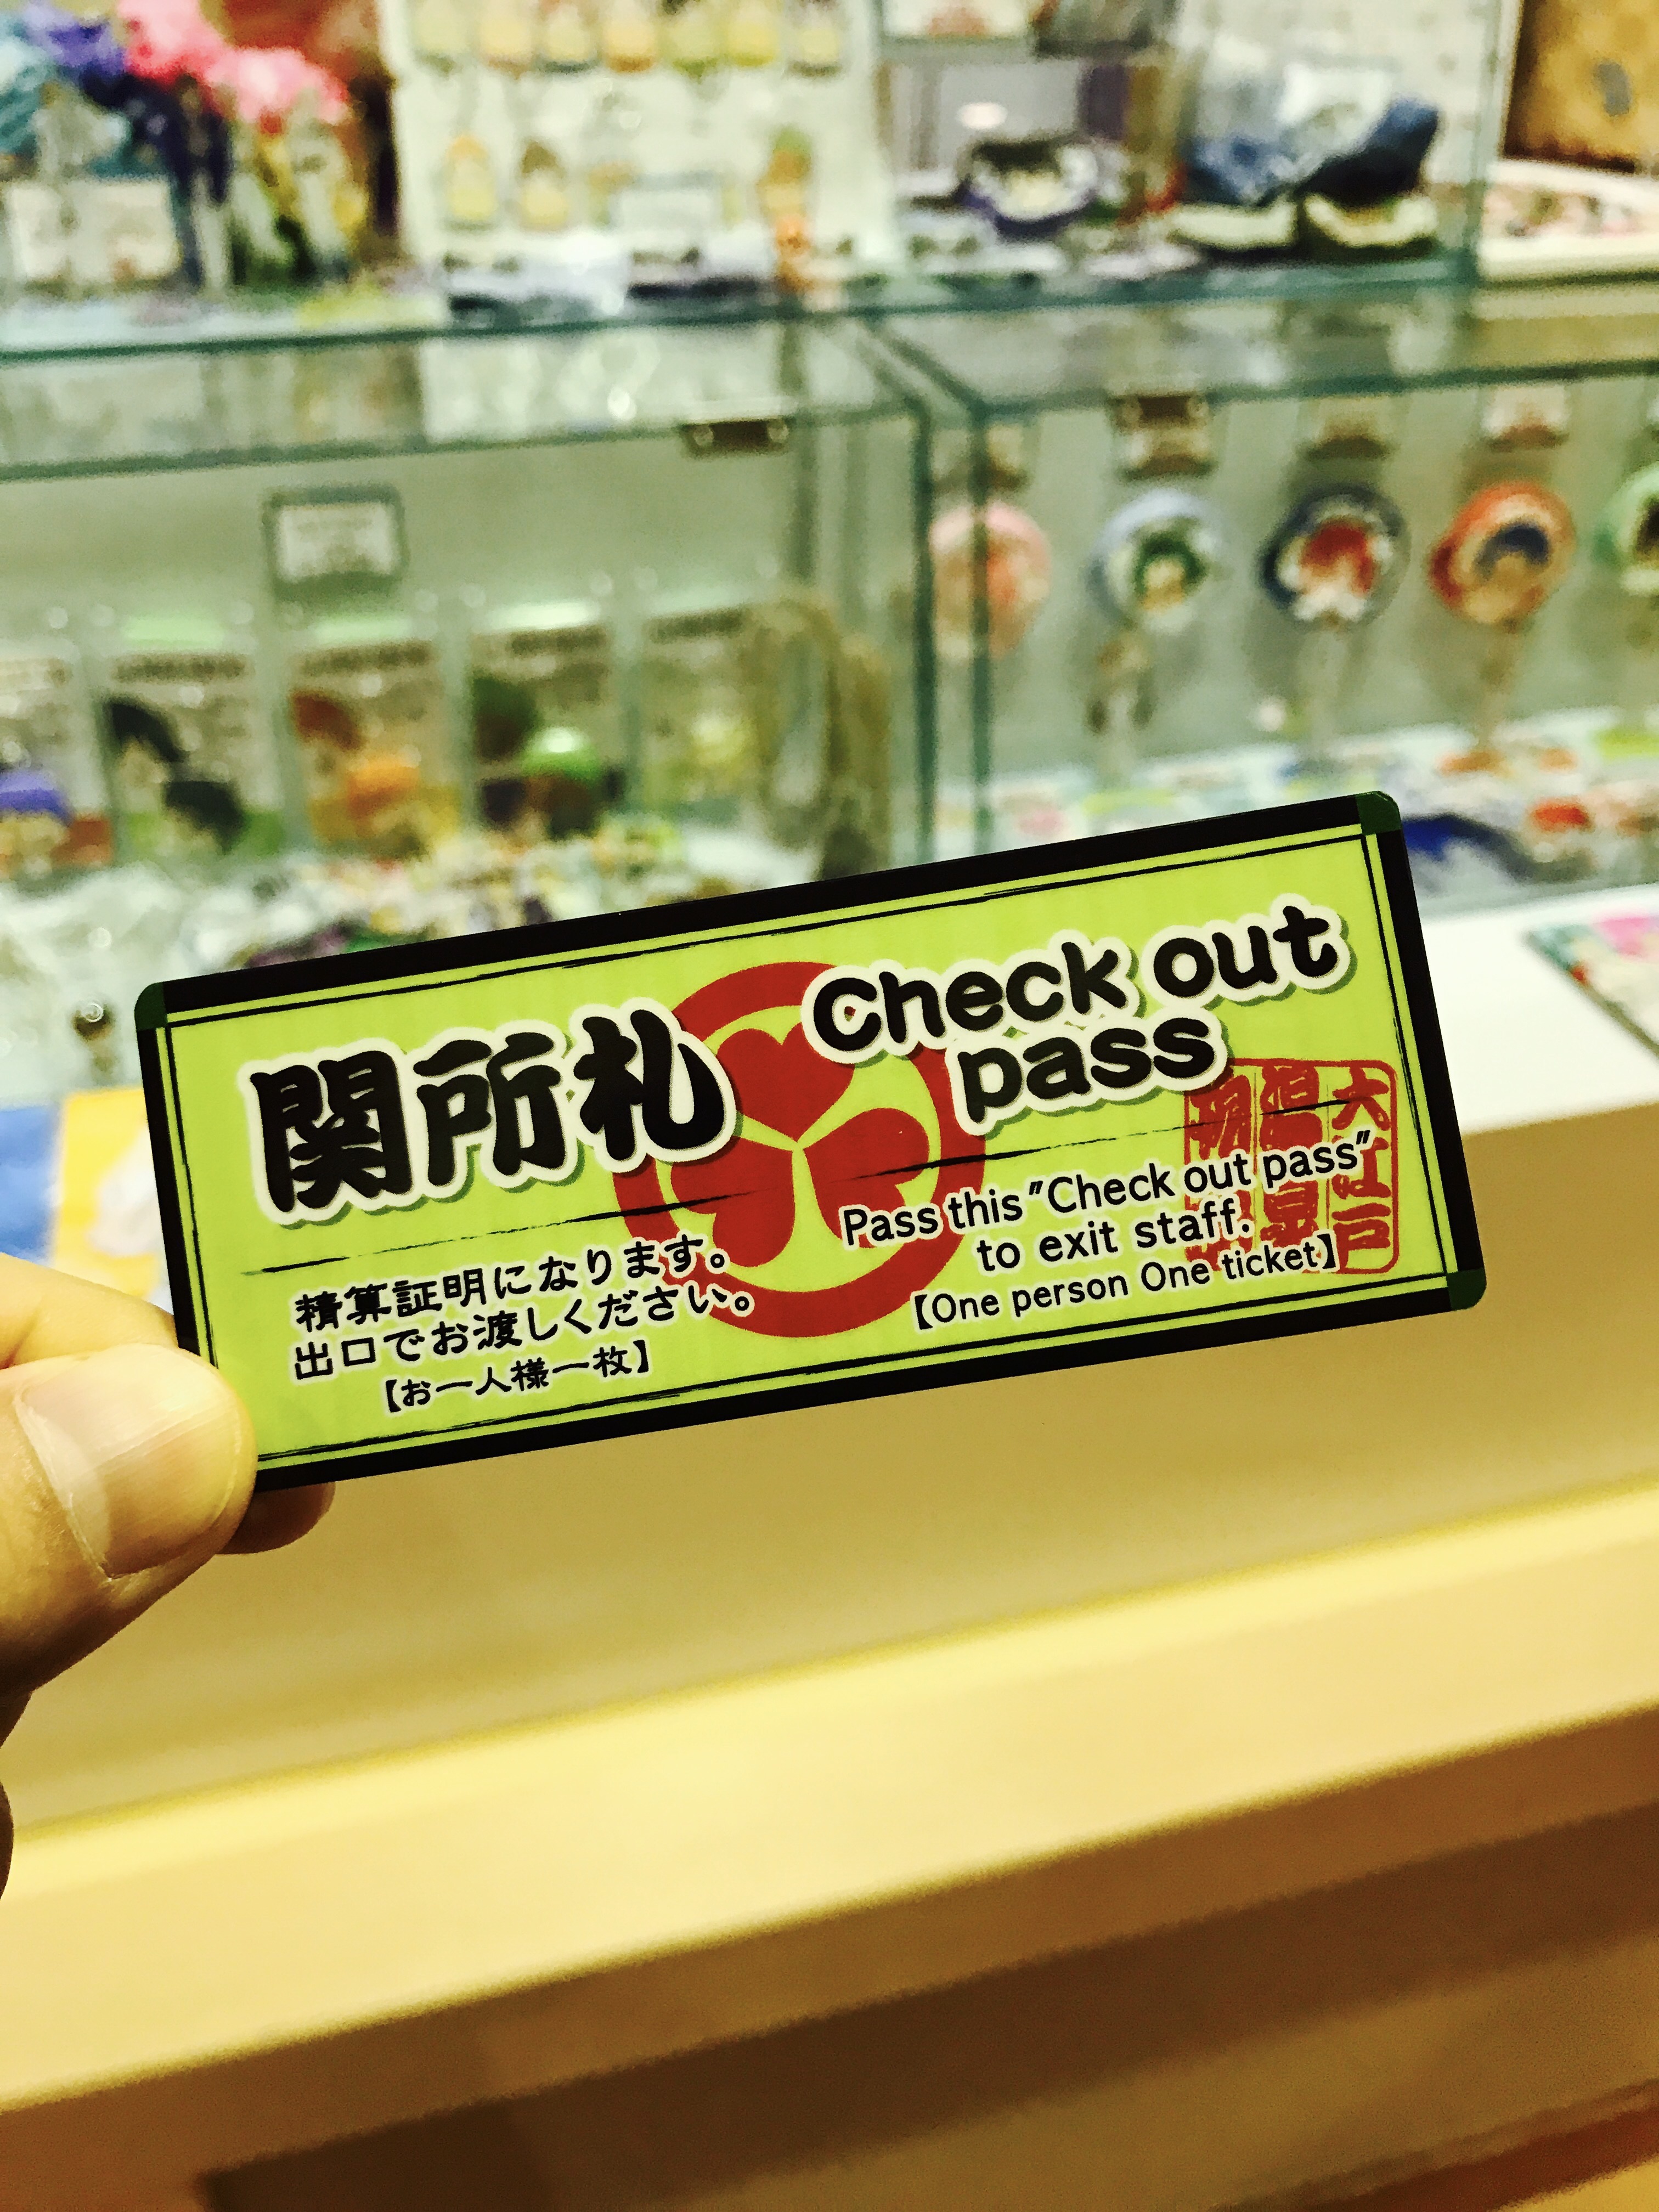 関所札
Check out
pass
精算証明になります。
出口でお渡しください。
【お一人様一枚】
Pass this "Check out pass"
to exit staff.
【One person One ticket】
大江戸
温泉